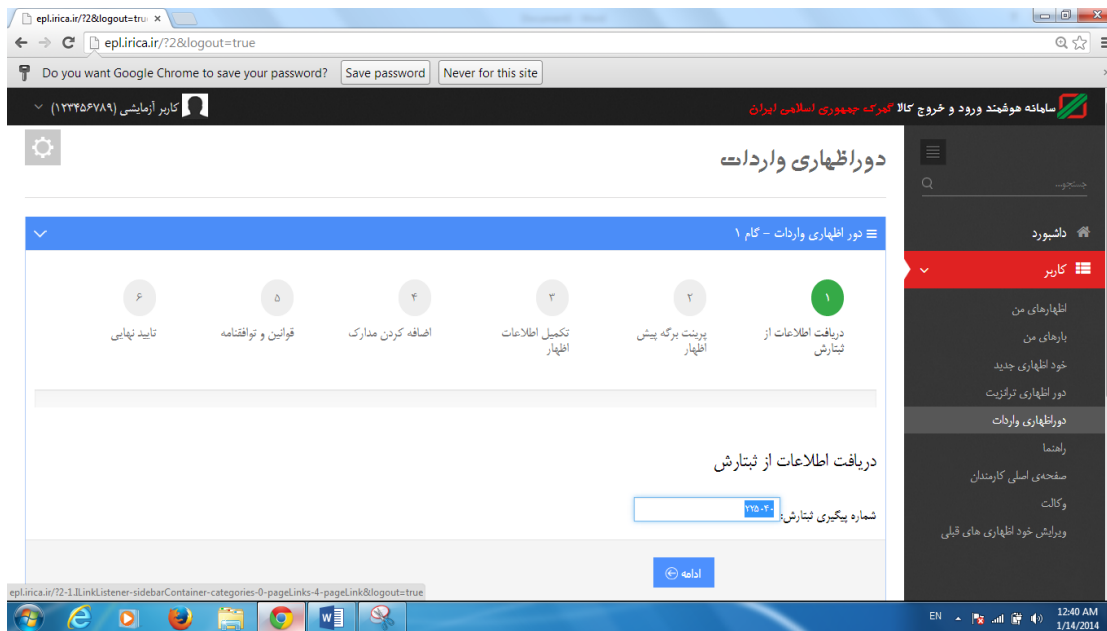 epl.irica.ir/?2&logout=tru
epl.irica.ir/?2&logout=true
Do you want Google Chrome to save your password? Save password Never for this site
سامانه هوشمند ورود و خروج کالا گمرک جمهوری اسلامی ایران
کاربر آزمایشی (۱۲۳۴۵۶۷۸۹)
جستجو...
داشبورد
کاربر
اظهارهای من
بارهای من
خود اظهاری جدید
دور اظهاری ترانزیت
دوراظهاری واردات
راهنما
صفحه‌ی اصلی کارمندان
وکالت
ویرایش خود اظهاری های قبلی
دوراظهاری واردات
دور اظهاری واردات - گام ۱
۱ ۲ ۳ ۴ ۵ ۶
دریافت اطلاعات از ثبتارش
پرینت برگه پیش اظهار
تکمیل اطلاعات اظهار
اضافه کردن مدارک
قوانین و توافقنامه
تایید نهایی
دریافت اطلاعات از ثبتارش
شماره پیگیری ثبتارش:
ادامه
epl.irica.ir/?2-1.ILinkListener-sidebarContainer-categories-0-pageLinks-4-pageLink&logout=true
EN
12:40 AM
1/14/2014